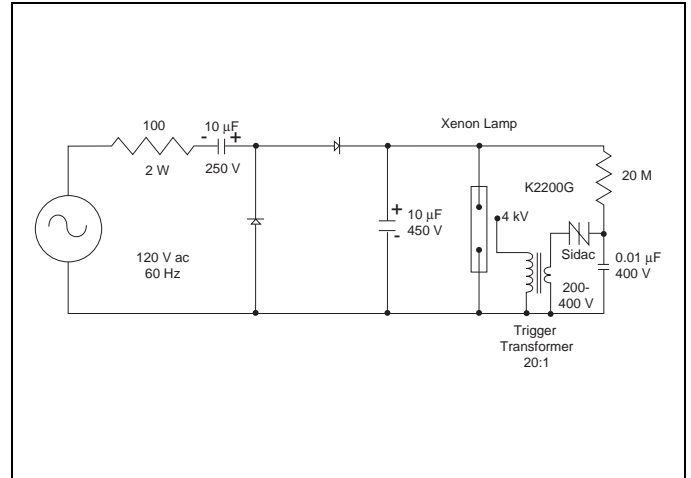 100
2 W
- +
10 μF
250 V
120 V ac
60 Hz
+
-
10 μF
450 V
Xenon Lamp
4 kV
K2200G
Sidac
20 M
0.01 μF
400 V
200-
400 V
Trigger
Transformer
20:1